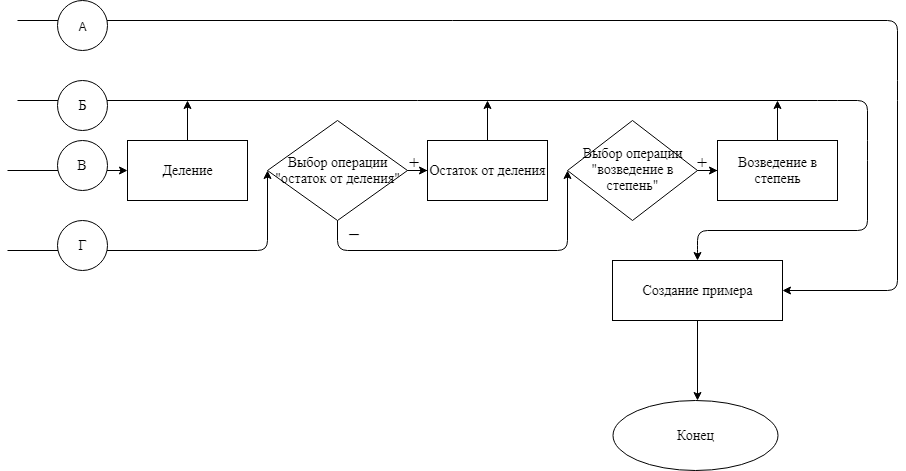 А
Б
В
Деление
Выбор операции
"остаток от деления"
+
Остаток от деления
Выбор операции
"возведение в
степень"
+
Возведение в
степень
Г
–
Создание примера
Конец